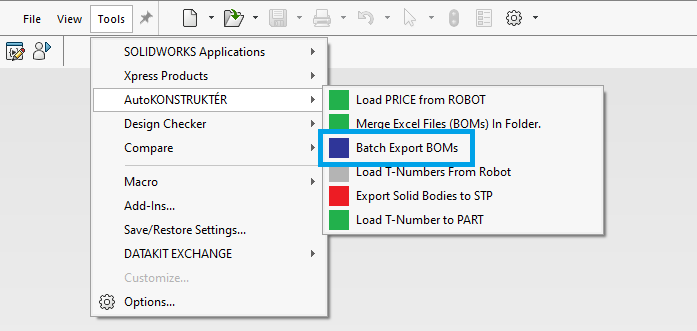 File View Tools
SOLIDWORKS Applications
Xpress Products
AutoKONSTRUKTÉR
Design Checker
Compare
Macro
Add-Ins...
Save/Restore Settings...
DATAKIT EXCHANGE
Customize...
Options...
Load PRICE from ROBOT
Merge Excel Files (BOMs) In Folder.
Batch Export BOMs
Load T-Numbers From Robot
Export Solid Bodies to STP
Load T-Number to PART